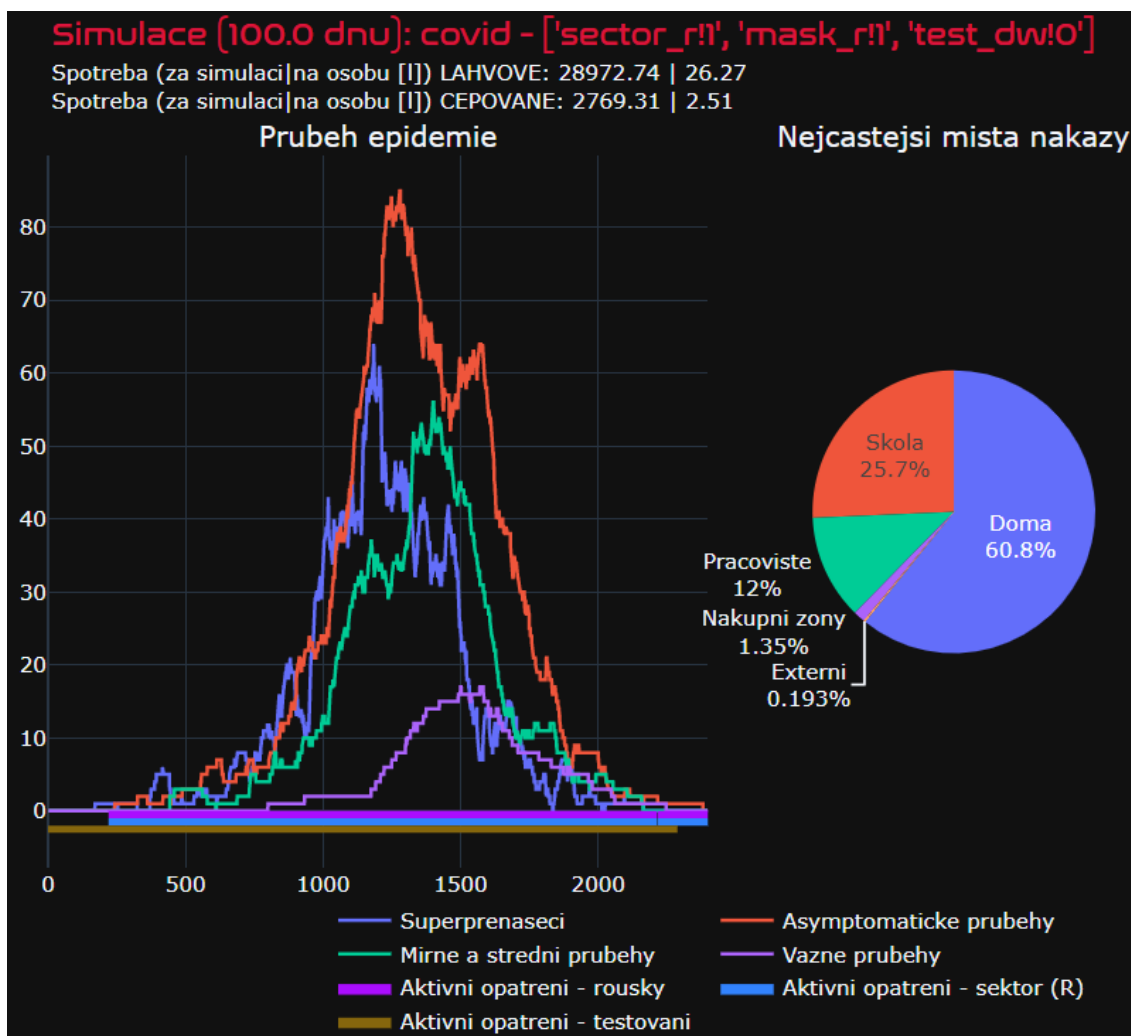 Simulace (100.0 dnu): covid - ['sector_r!1', 'mask_r!1', 'test_dw!0']
Spotreba (za simulaci|na osobu [l]) LAHVOVE: 28972.74 | 26.27
Spotreba (za simulaci|na osobu [l]) CEPOVANE: 2769.31 | 2.51
Prubeh epidemie
Nejcastejsi mista nakazy
80
70
60
50
40
30
20
10
0
0 500 1000 1500 2000
Skola
25.7%
Doma
60.8%
Pracoviste
12%
Nakupni zony
1.35%
Externi
0.193%
Superprenaseci
Asymptomaticke prubehy
Mirne a stredni prubehy
Vazne prubehy
Aktivni opatreni - rousky
Aktivni opatreni - sektor (R)
Aktivni opatreni - testovani